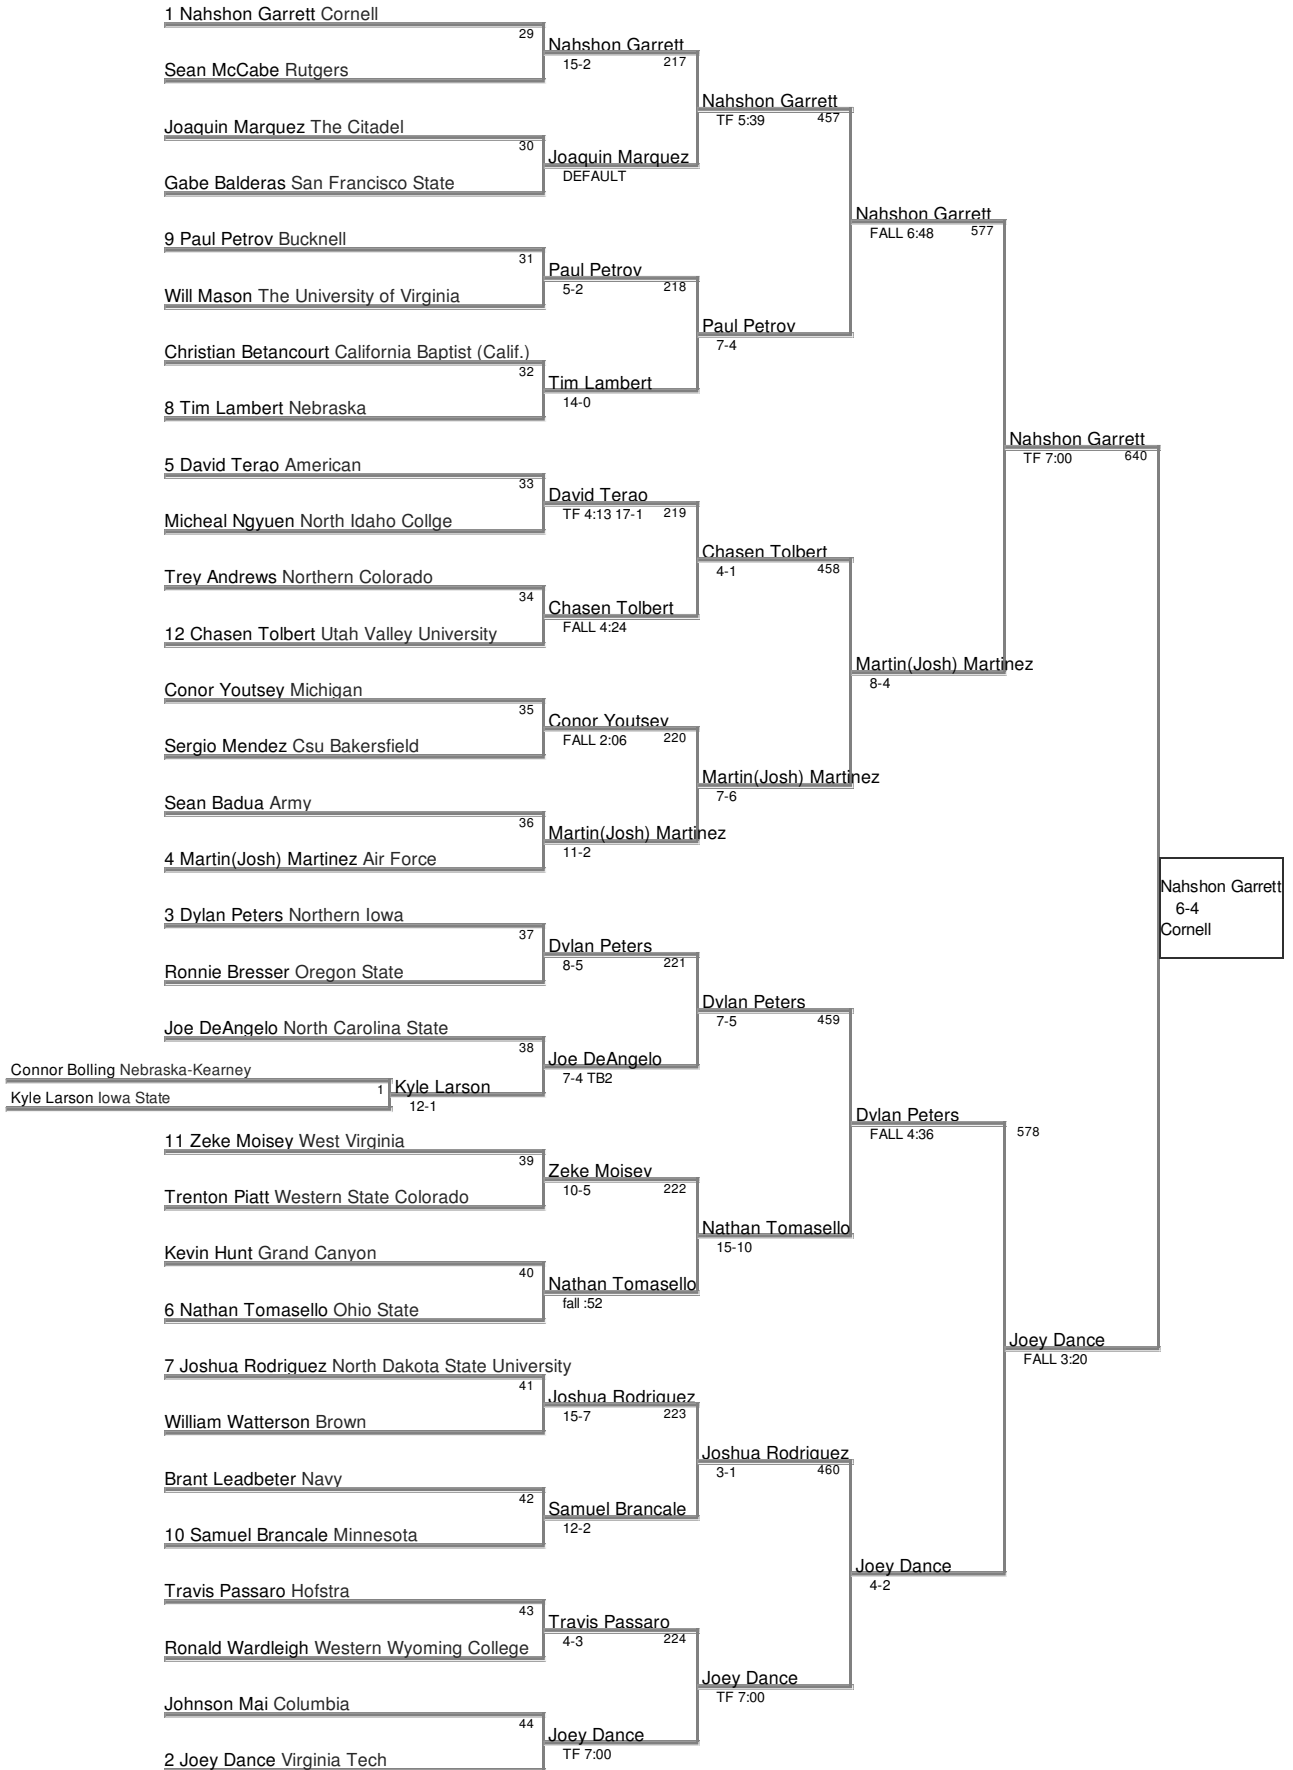 1 Nahshon Garrett Cornell
29
Nahshon Garrett
15-2
217
Sean McCabe Rutgers
Nahshon Garrett
TF 5:39
457
Joaquin Marquez The Citadel
30
Joaquin Marquez
DEFAULT
Gabe Balderas San Francisco State
Nahshon Garrett
FALL 6:48
577
9 Paul Petrov Bucknell
31
Paul Petrov
5-2
218
Will Mason The University of Virginia
Paul Petrov
7-4
Christian Betancourt California Baptist (Calif.)
32
Tim Lambert
14-0
8 Tim Lambert Nebraska
Nahshon Garrett
TF 7:00
640
5 David Terao American
33
David Terao
TF 4:13 17-1
219
Micheal Ngyuen North Idaho Collge
Chasen Tolbert
4-1
458
Trey Andrews Northern Colorado
34
Chasen Tolbert
FALL 4:24
12 Chasen Tolbert Utah Valley University
Martin(Josh) Martinez
8-4
Conor Youtsey Michigan
35
Conor Youtsey
FALL 2:06
220
Sergio Mendez Csu Bakersfield
Martin(Josh) Martinez
7-6
Sean Badua Army
36
Martin(Josh) Martinez
11-2
4 Martin(Josh) Martinez Air Force
Nahshon Garrett
6-4
Cornell
3 Dylan Peters Northern Iowa
37
Dylan Peters
8-5
221
Ronnie Bresser Oregon State
Dylan Peters
7-5
459
Joe DeAngelo North Carolina State
38
Joe DeAngelo
7-4 TB2
Connor Bolling Nebraska-Kearney
1
Kyle Larson
12-1
Kyle Larson Iowa State
Dylan Peters
FALL 4:36
578
11 Zeke Moisey West Virginia
39
Zeke Moisey
10-5
222
Trenton Piatt Western State Colorado
Nathan Tomasello
15-10
Kevin Hunt Grand Canyon
40
Nathan Tomasello
fall :52
6 Nathan Tomasello Ohio State
Joey Dance
FALL 3:20
7 Joshua Rodriguez North Dakota State University
41
Joshua Rodriguez
15-7
223
William Watterson Brown
Joshua Rodriguez
3-1
460
Brant Leadbeter Navy
42
Samuel Brancale
12-2
10 Samuel Brancale Minnesota
Joey Dance
4-2
Travis Passaro Hofstra
43
Travis Passaro
4-3
224
Ronald Wardleigh Western Wyoming College
Joey Dance
TF 7:00
Johnson Mai Columbia
44
Joey Dance
TF 7:00
2 Joey Dance Virginia Tech